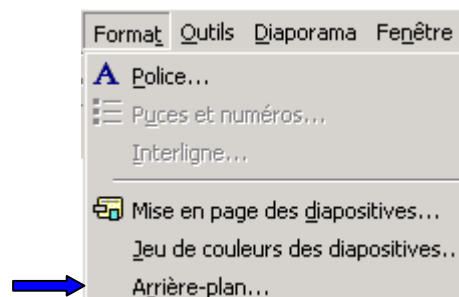 Format Outils Diaporama Fenêtre
Police...
Puces et numéros...
Interligne...
Mise en page des diapositives...
Jeu de couleurs des diapositives..
Arrière-plan...